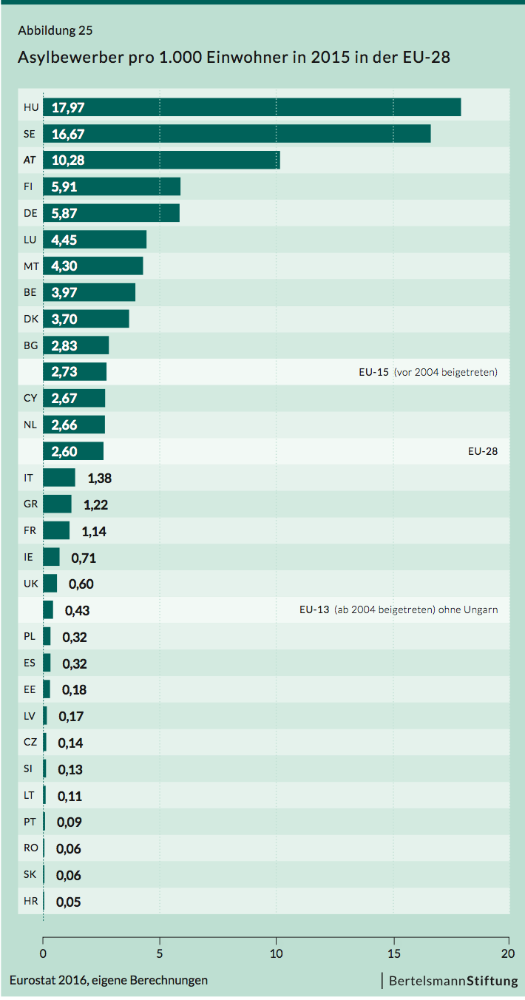 Abbildung 25
Asylbewerber pro 1.000 Einwohner in 2015 in der EU-28
HU 17,97
SE 16,67
AT 10,28
FI 5,91
DE 5,87
LU 4,45
MT 4,30
BE 3,97
DK 3,70
BG 2,83
2,73 EU-15 (vor 2004 beigetreten)
CY 2,67
NL 2,66
2,60 EU-28
IT 1,38
GR 1,22
FR 1,14
IE 0,71
UK 0,60
0,43 EU-13 (ab 2004 beigetreten) ohne Ungarn
PL 0,32
ES 0,32
EE 0,18
LV 0,17
CZ 0,14
SI 0,13
LT 0,11
PT 0,09
RO 0,06
SK 0,06
HR 0,05
0 5 10 15 20
Eurostat 2016, eigene Berechnungen
BertelsmannStiftung